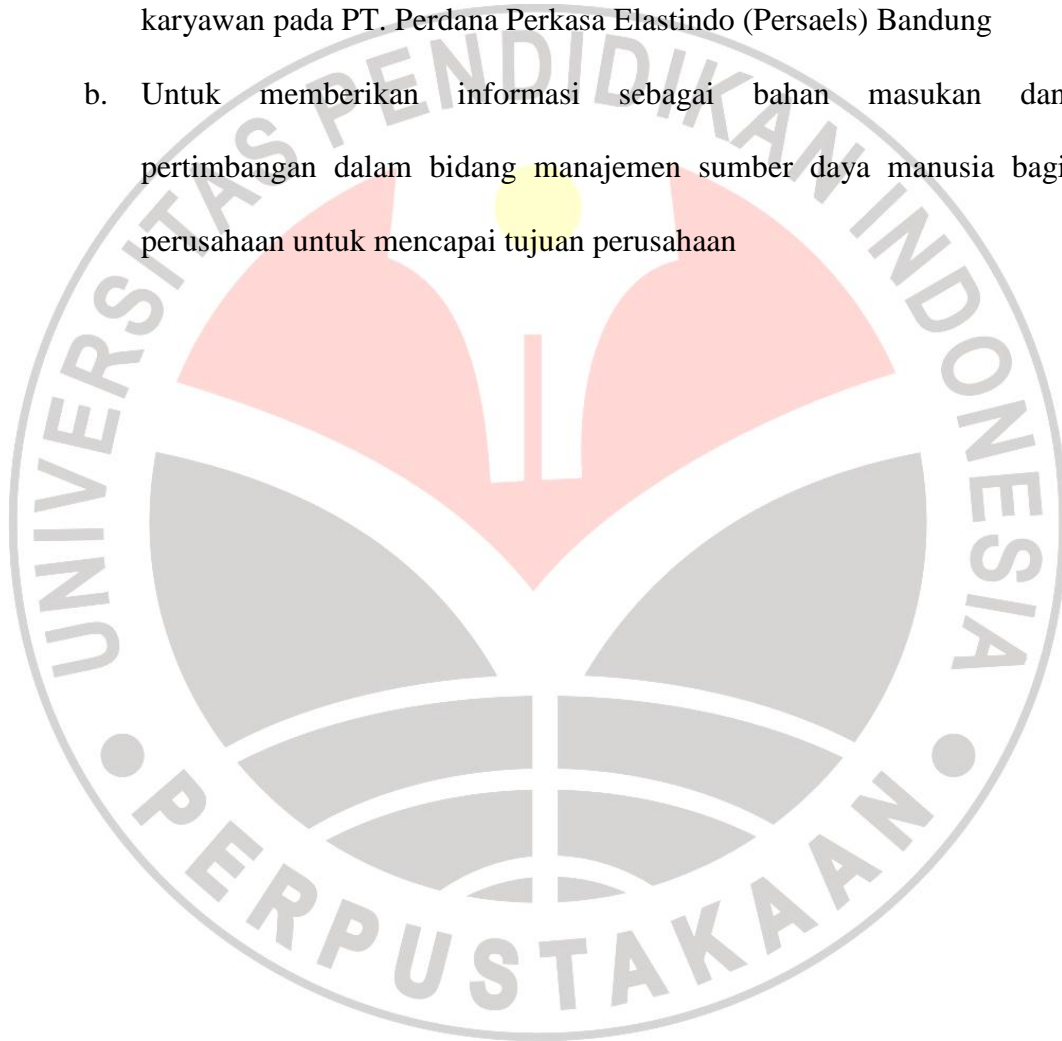 karyawan pada PT. Perdana Perkasa Elastindo (Persaels) Bandung
b. Untuk memberikan informasi sebagai bahan masukan dan
pertimbangan dalam bidang manajemen sumber daya manusia bagi
perusahaan untuk mencapai tujuan perusahaan
UNIVERSITAS PENDIDIKAN INDONESIA
PERPUSTAKAAN